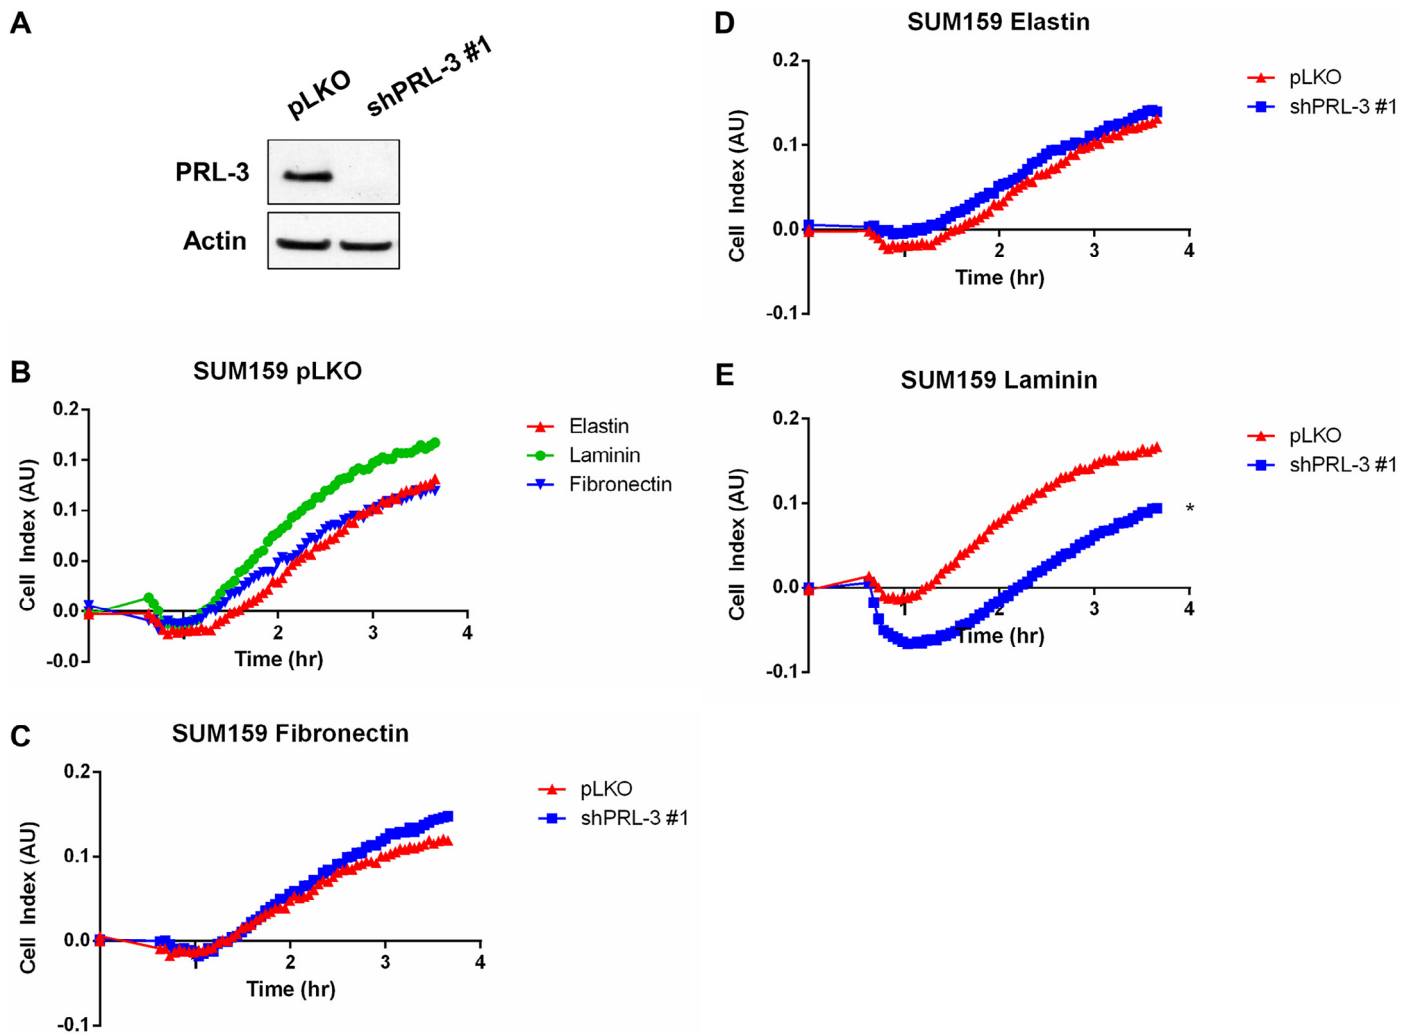 A
pLKO
shPRL-3 #1
PRL-3
Actin
B
SUM159 pLKO
Cell Index (AU)
0.2
0.1
0.1
0.0
0.0
-0.0
2
3
4
Time (hr)
Elastin
Laminin
Fibronectin
C
SUM159 Fibronectin
Cell Index (AU)
0.2
0.1
0.0
-0.1
2
3
4
Time (hr)
pLKO
shPRL-3 #1
D
SUM159 Elastin
Cell Index (AU)
0.2
0.1
0.0
-0.1
2
3
4
Time (hr)
pLKO
shPRL-3 #1
E
SUM159 Laminin
Cell Index (AU)
0.2
0.1
0.0
-0.1
2
3
4
Time (hr)
pLKO
shPRL-3 #1
*